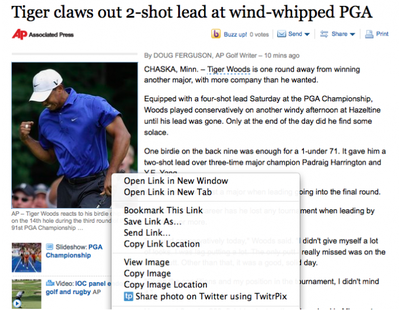 Tiger claws out 2-shot lead at wind-whipped PGA
AP Associated Press
Buzz up! 0 votes
Send
Share
Print
By DOUG FERGUSON, AP Golf Writer – 10 mins ago
CHASKA, Minn. – Tiger Woods is one round away from winning
another major, with more company than he wanted.
Equipped with a four-shot lead Saturday at the PGA Championship,
Woods played conservatively on another windy afternoon at Hazeltine
until his lead was gone. Only at the end of the day did he find some
solace.
One birdie on the back nine was enough for a 1-under 71. It gave him a
two-shot lead over three-time major champion Padraig Harrington and
Y.E. Yang.
going into the final round.
when leading by
didn't give myself a lot
really missed was on the
day.
tournament, I didn't mind
AP – Tiger Woods reacts to his birdie
on the 14th hole during the third round
91st PGA Championship
Slideshow: PGA
Championship
Video: IOC panel
golf and rugby AP
Open Link in New Window
Open Link in New Tab
Bookmark This Link
Save Link As...
Send Link...
Copy Link Location
View Image
Copy Image
Copy Image Location
Share photo on Twitter using TwitrPix